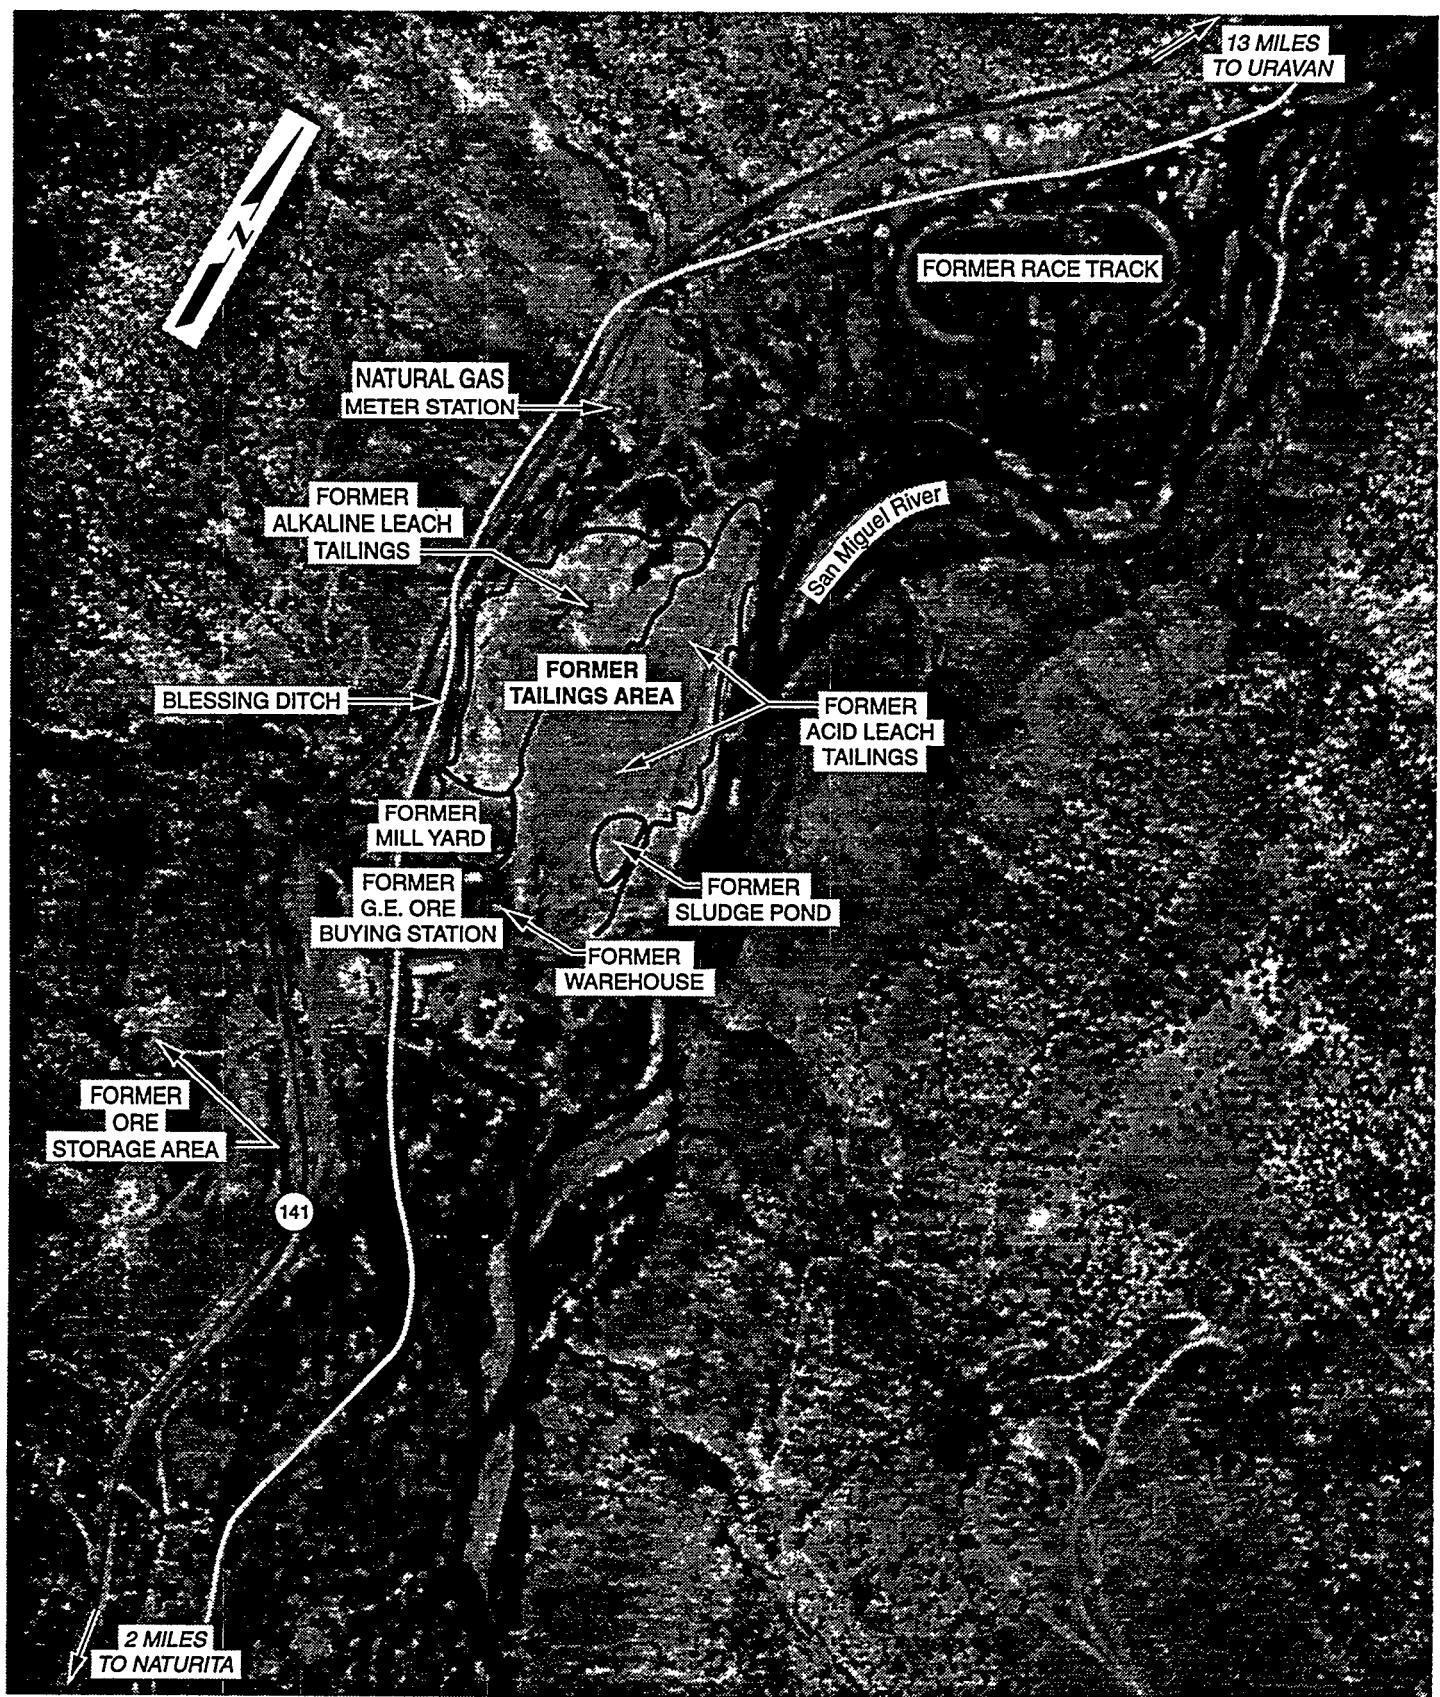 13 MILES
TO URAVAN
N
FORMER RACE TRACK
NATURAL GAS
METER STATION
FORMER
ALKALINE LEACH
TAILINGS
San Miguel River
FORMER
TAILINGS AREA
BLESSING DITCH
FORMER
ACID LEACH
TAILINGS
FORMER
MILL YARD
FORMER
G.E. ORE
BUYING STATION
FORMER
SLUDGE POND
FORMER
WAREHOUSE
FORMER
ORE
STORAGE AREA
141
2 MILES
TO NATURITA